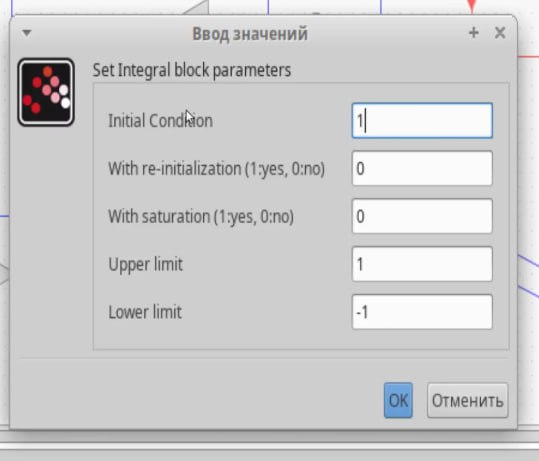 Ввод значений
Set Integral block parameters
Initial Condition 1
With re-initialization (1:yes, 0:no) 0
With saturation (1:yes, 0:no) 0
Upper limit 1
Lower limit -1
OK Отменить